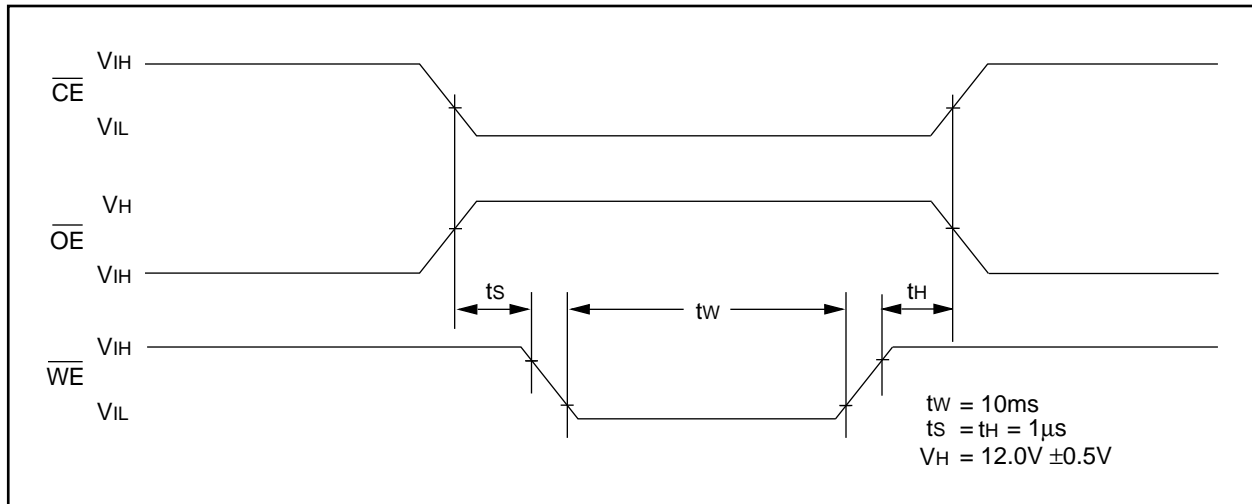 VIH
CE
VIL
VH
OE
VIH
tS
tW
tH
VIH
WE
VIL
tW = 10ms
tS = tH = 1μs
VH = 12.0V ±0.5V